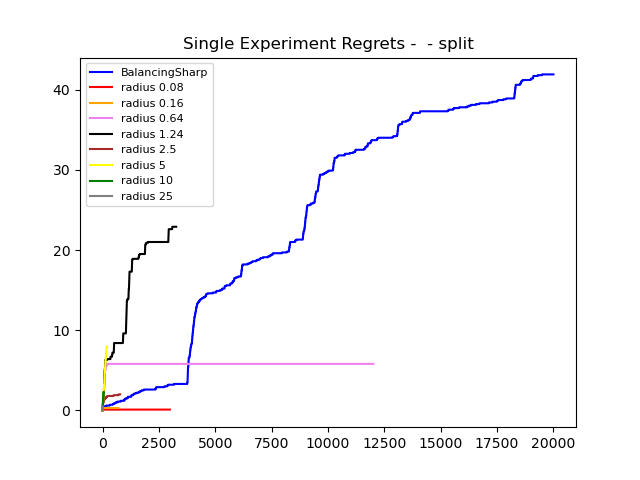 Single Experiment Regrets -  - split
BalancingSharp
radius 0.08
radius 0.16
radius 0.64
radius 1.24
radius 2.5
radius 5
radius 10
radius 25
40
30
20
10
0
0 2500 5000 7500 10000 12500 15000 17500 20000